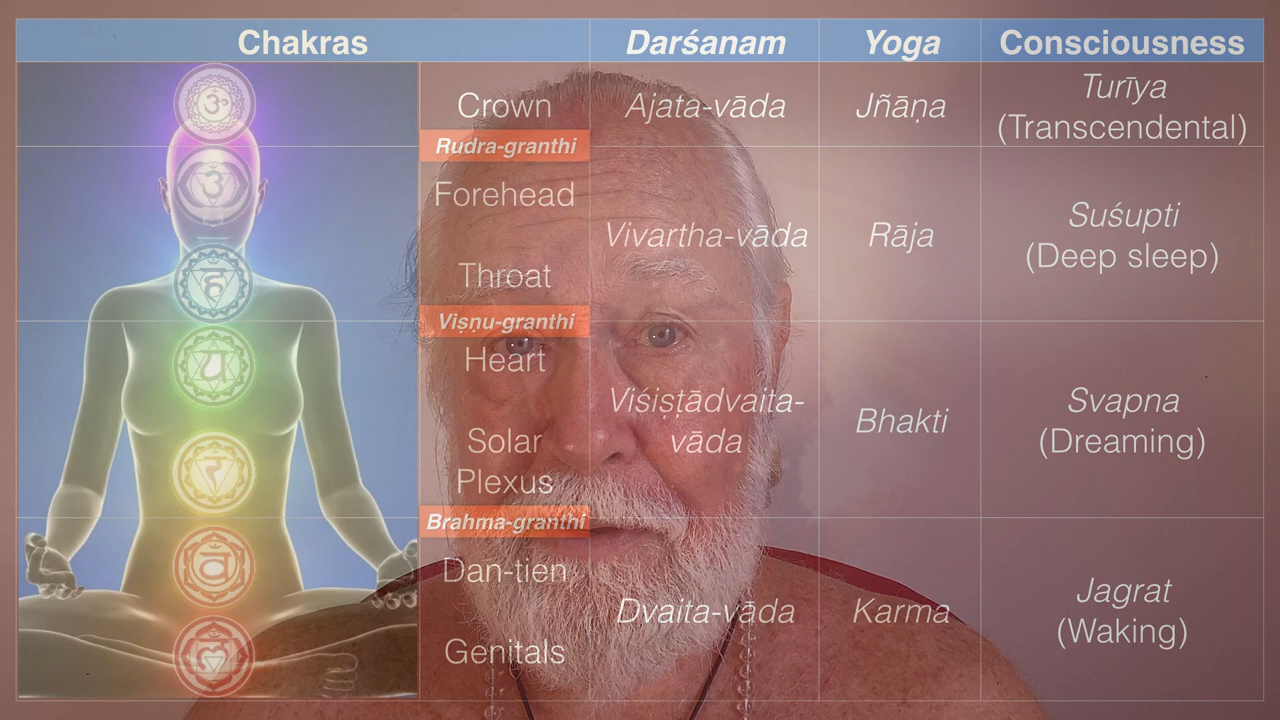 Chakras Darśanam Yoga Consciousness
Crown Ajata-vāda Jñāṇa Turīya
(Transcendental)
Rudra-granthi
Forehead
Throat
Vivartha-vāda Rāja Suśupti
(Deep sleep)
Viṣṇu-granthi
Heart
Solar
Plexus
Viśiṣṭādvaita-
vāda
Bhakti
Svapna
(Dreaming)
Brahma-granthi
Dan-tien
Genitals
Dvaita-vāda Karma Jagrat
(Waking)
ॐ
ॐ
हं
यं
रं
वं
लं